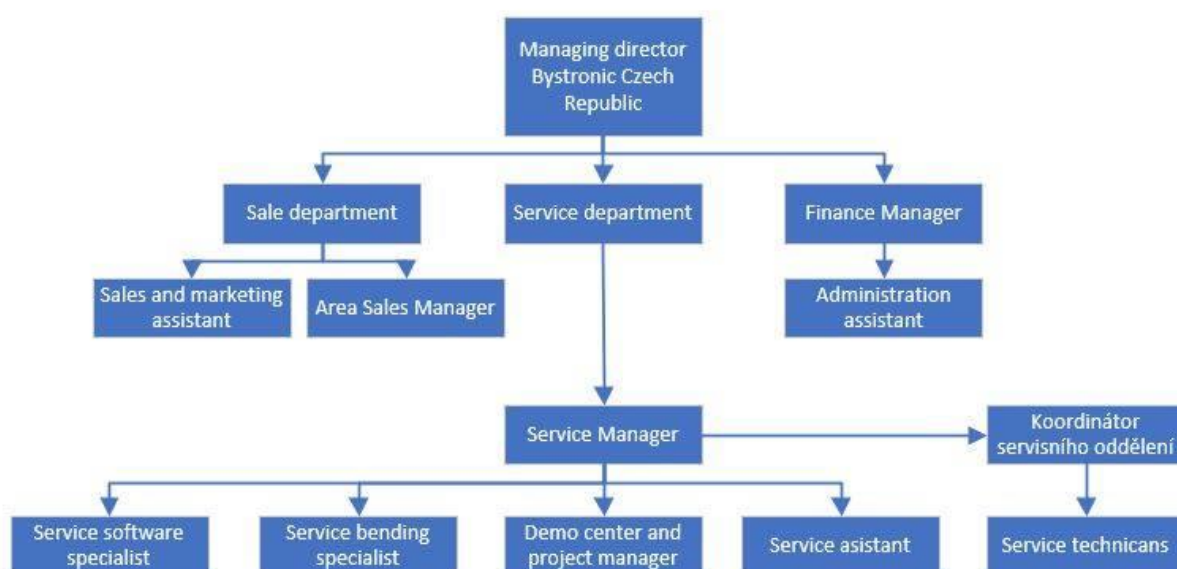 Managing director
Bystronic Czech
Republic
Sale department
Service department
Finance Manager
Sales and marketing
assistant
Area Sales Manager
Administration
assistant
Service Manager
Koordinátor
servisního oddělení
Service software
specialist
Service bending
specialist
Demo center and
project manager
Service asistant
Service technicans